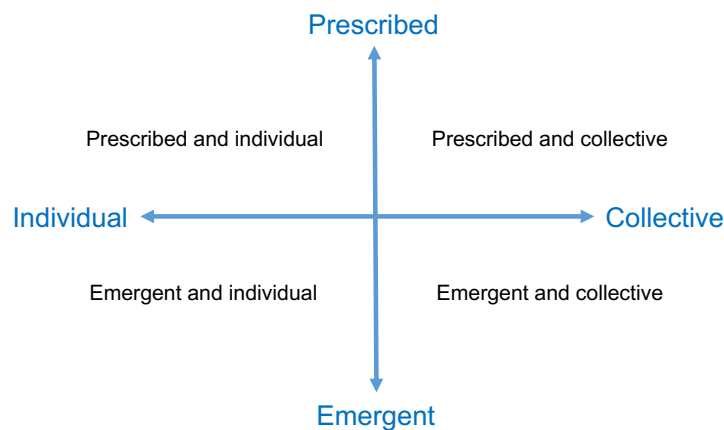 Prescribed
Prescribed and individual
Prescribed and collective
Individual
Collective
Emergent and individual
Emergent and collective
Emergent